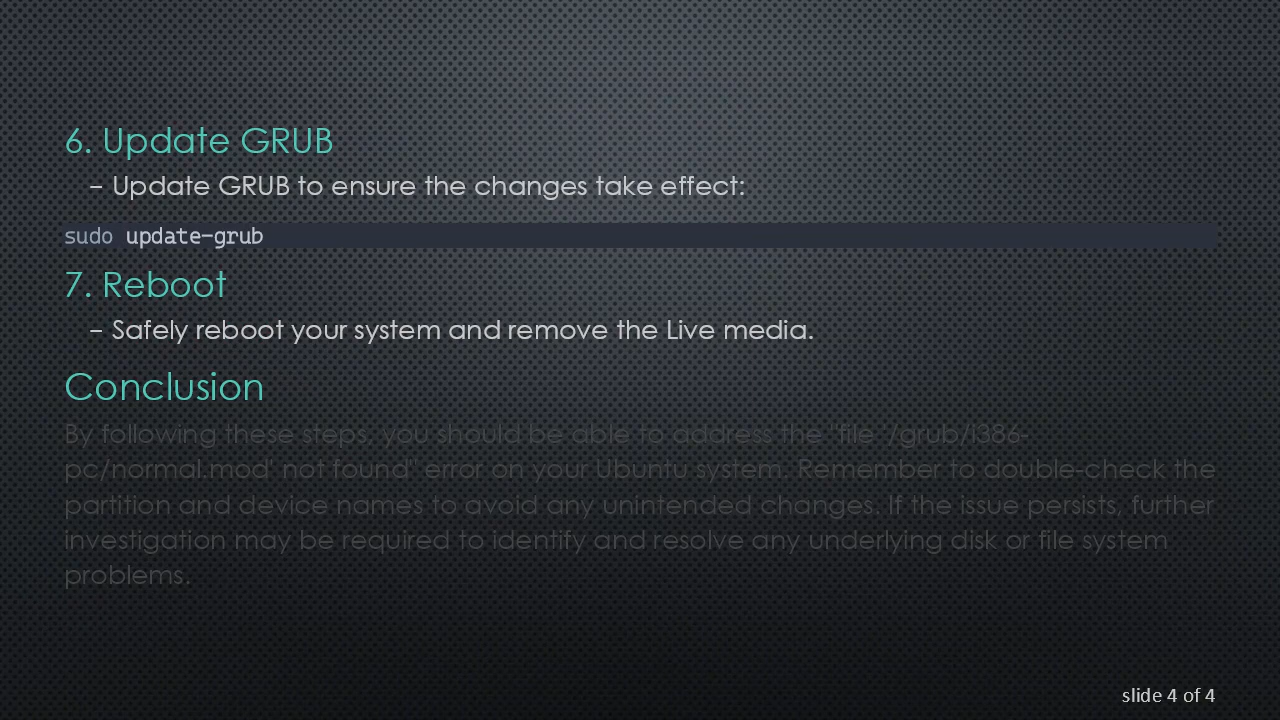 6. Update GRUB
– Update GRUB to ensure the changes take effect:
sudo update-grub
7. Reboot
– Safely reboot your system and remove the Live media.
Conclusion
By following these steps, you should be able to address the "file '/grub/i386-
pc/normal.mod' not found" error on your Ubuntu system. Remember to double-check the
partition and device names to avoid any unintended changes. If the issue persists, further
investigation may be required to identify and resolve any underlying disk or file system
problems.
slide 4 of 4